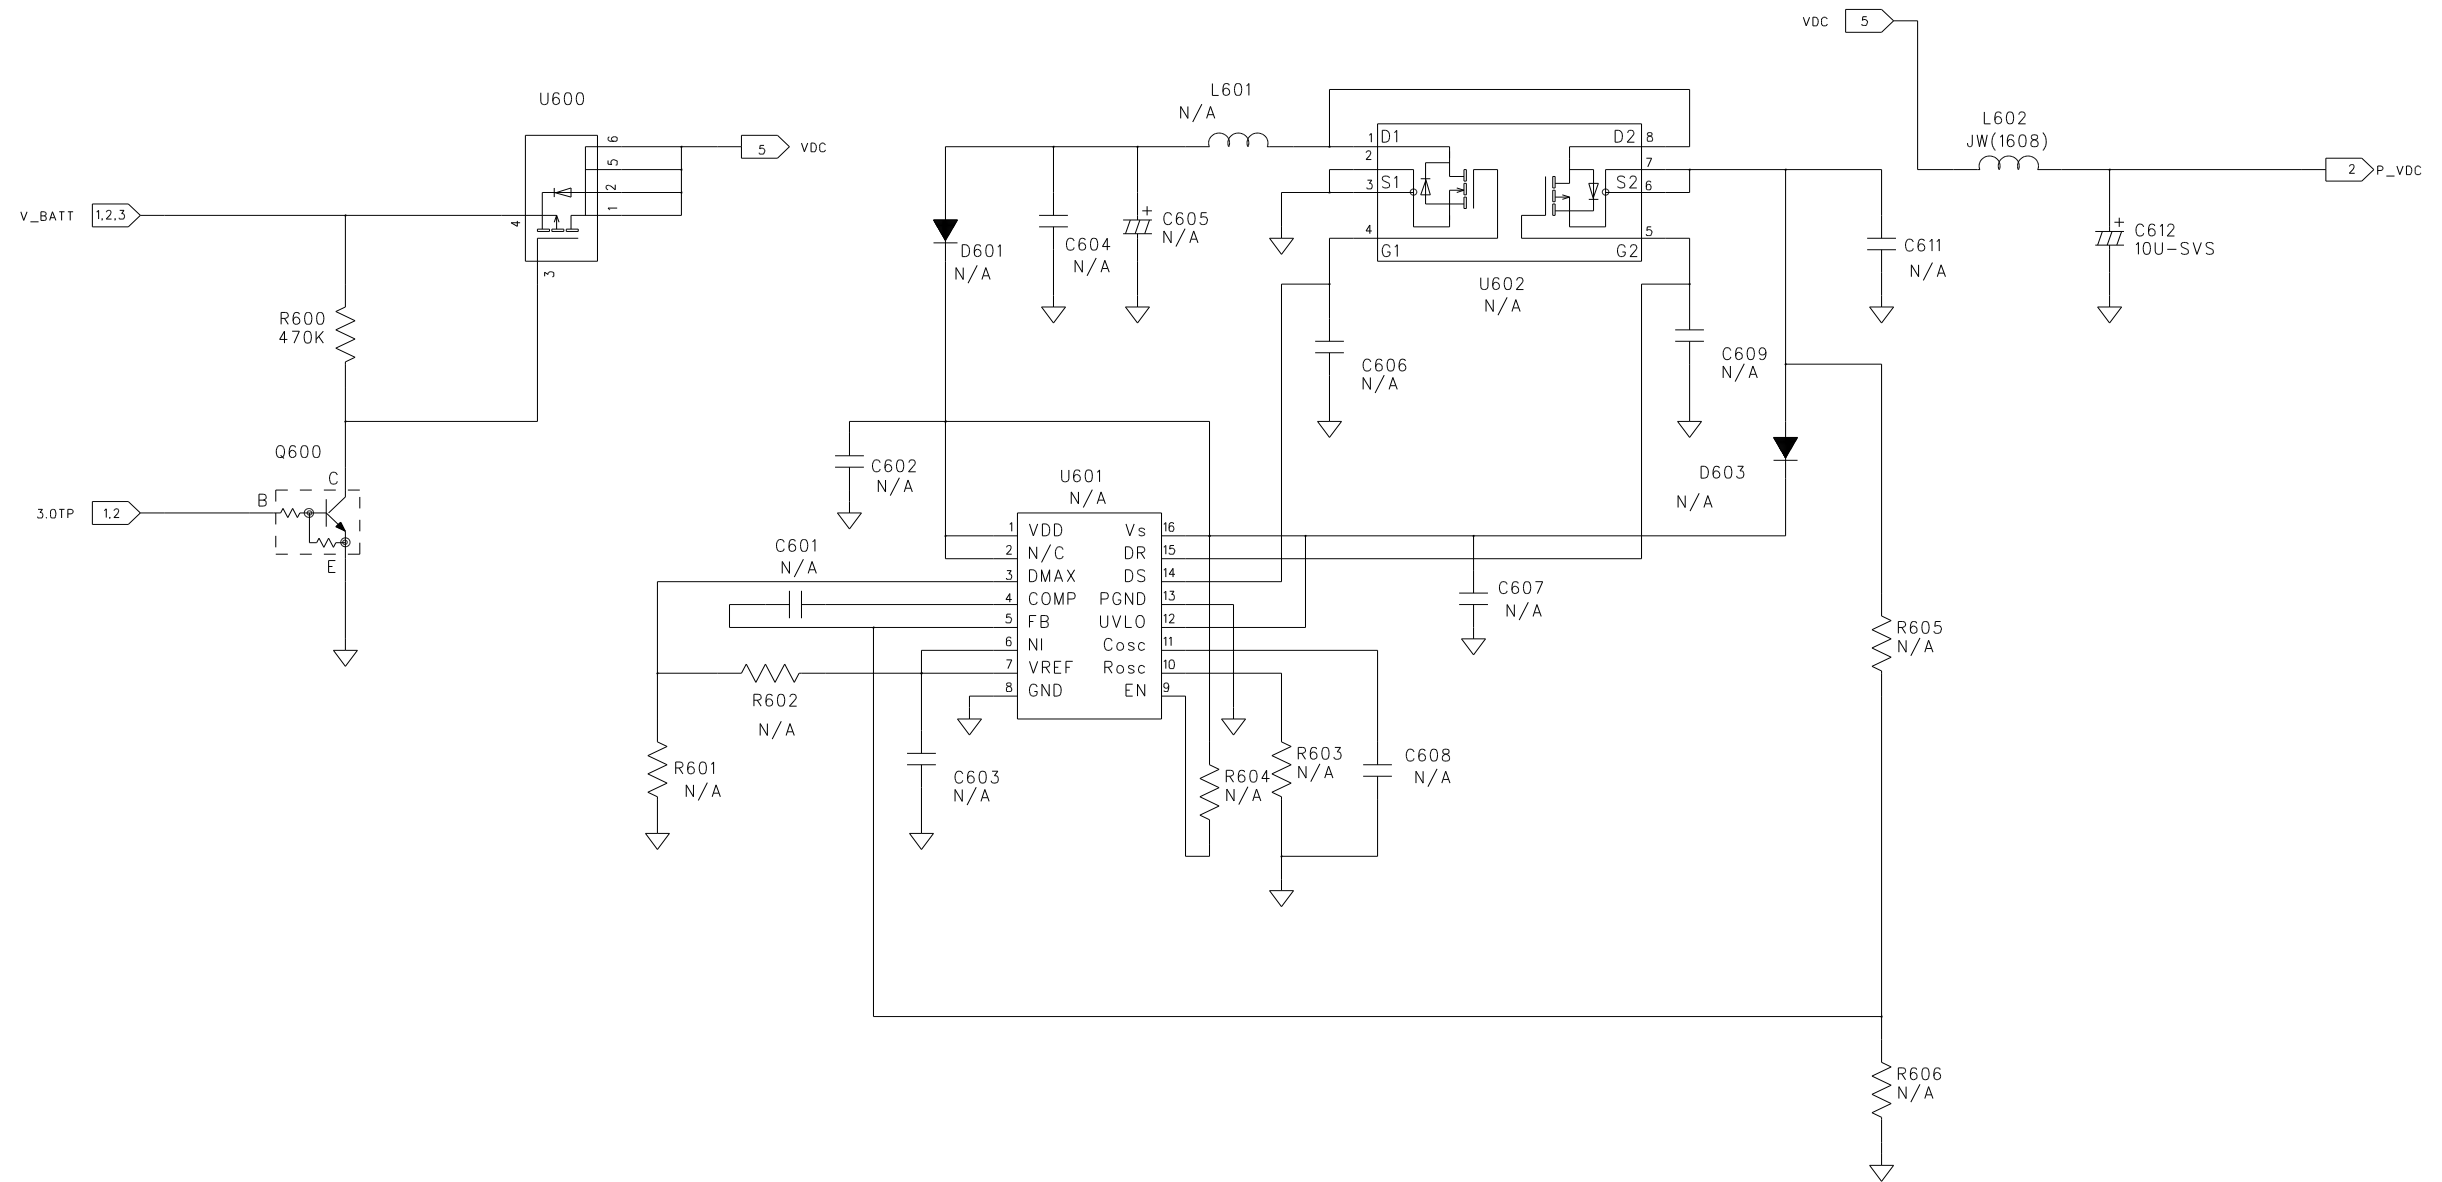 VDC 5
L601
N/A
U600
L602
JW(1608)
6
5
2
1
4
3
5 VDC
V_BATT 1,2,3
1 D1
2
3 S1
4
G1
D2 8
7
S2 6
5
G2
U602
N/A
2 P_VDC
+
C605
N/A
C604
N/A
D601
N/A
C611
N/A
+
C612
10U-SVS
R600
470K
C606
N/A
C609
N/A
Q600
C
B
E
3.0TP 1,2
C602
N/A
U601
N/A
D603
N/A
1 VDD Vs 16
2 N/C DR 15
3 DMAX DS 14
4 COMP PGND 13
5 FB UVLO 12
6 NI Cosc 11
7 VREF Rosc 10
8 GND EN 9
C601
N/A
C607
N/A
R605
N/A
R602
N/A
R601
N/A
C603
N/A
R604
N/A
R603
N/A
C608
N/A
R606
N/A